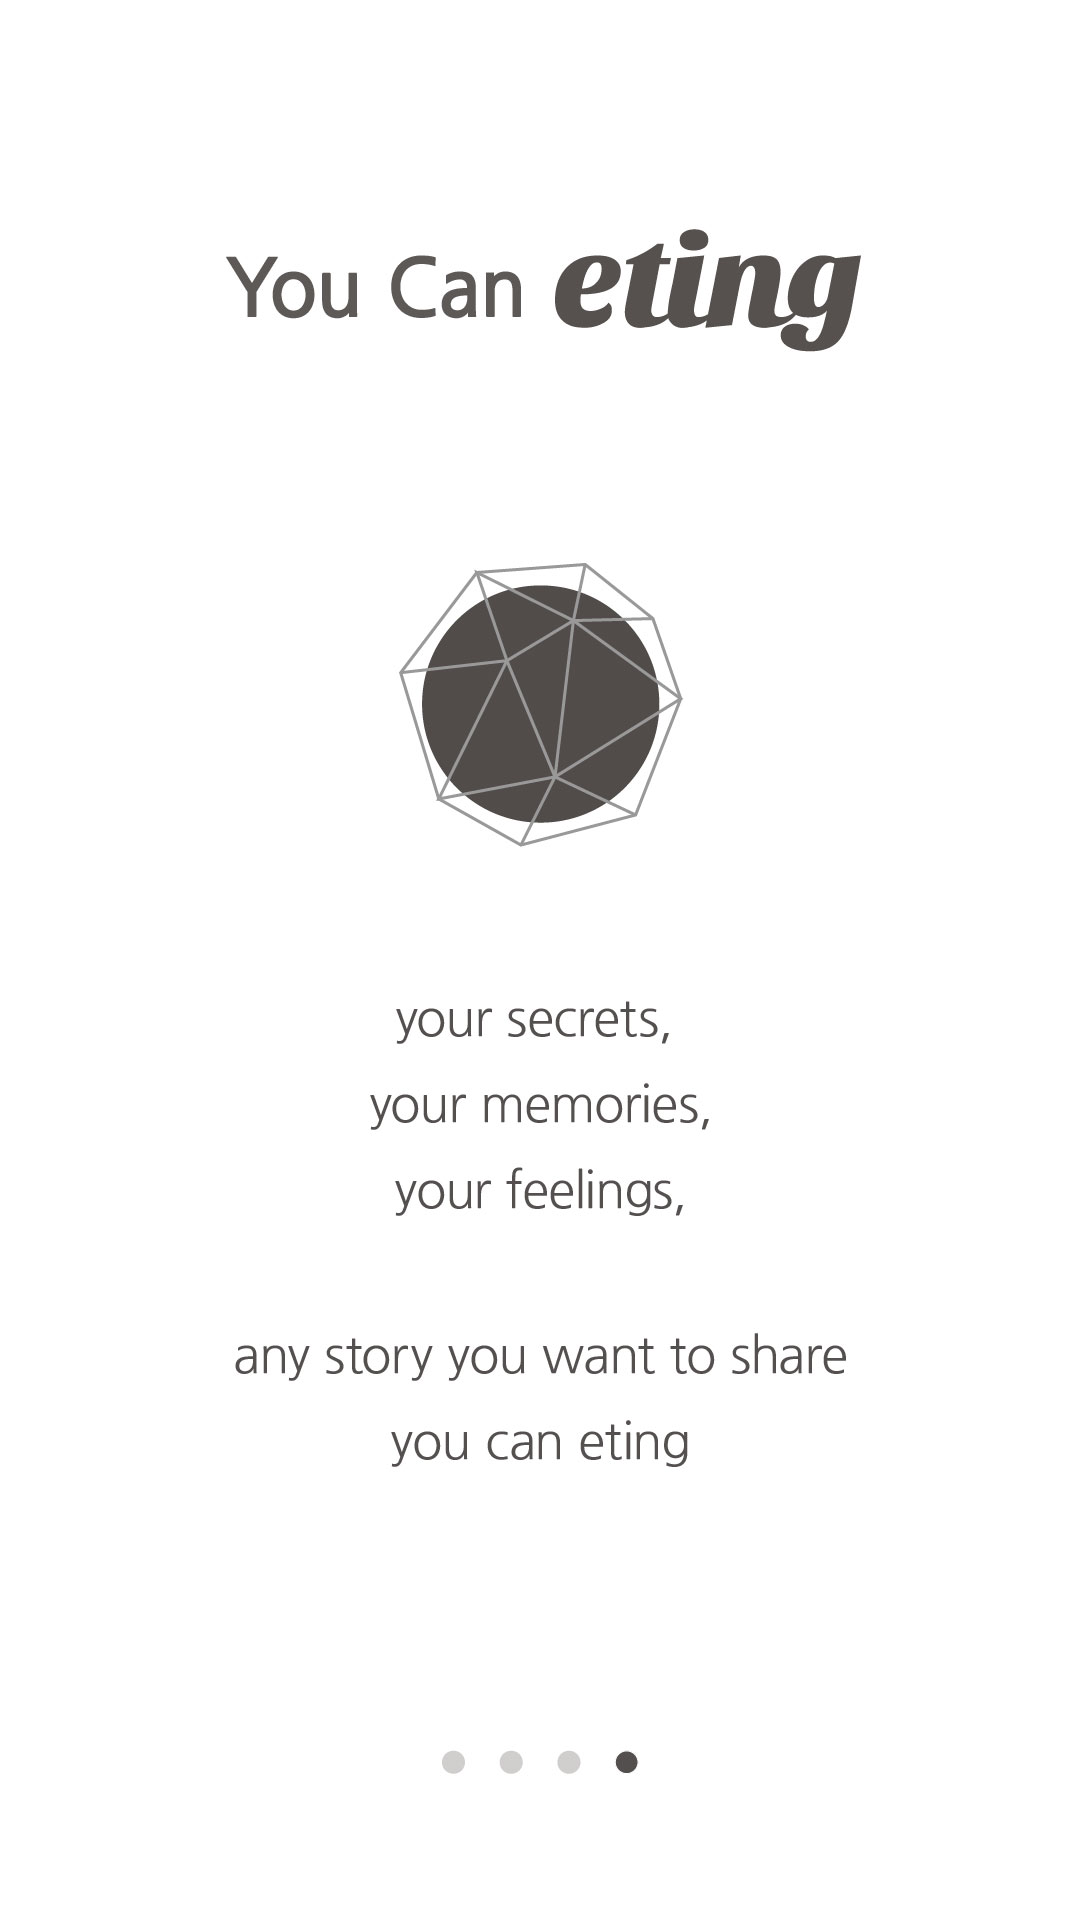 You Can eting
your secrets,
your memories,
your feelings,
any story you want to share
you can eting